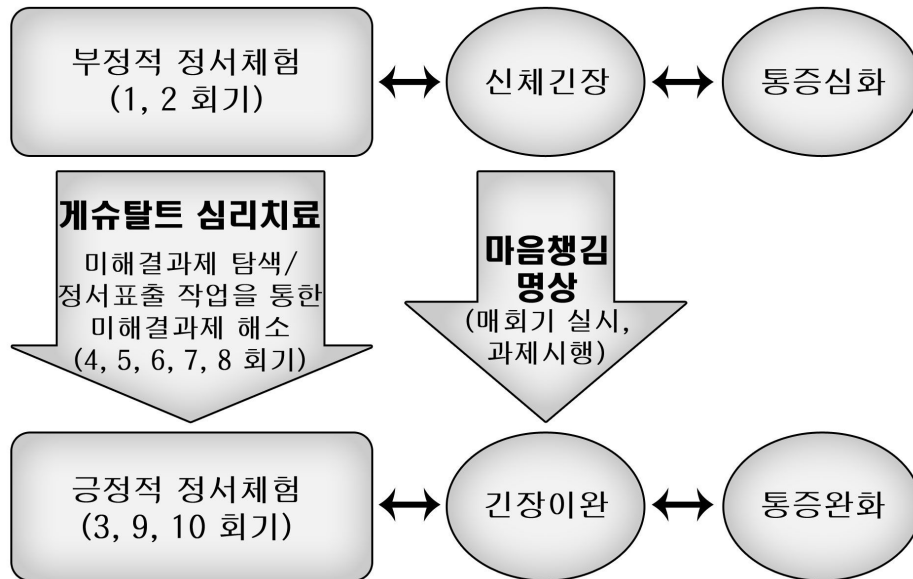 부정적 정서체험
(1, 2 회기)
신체긴장
통증심화
게슈탈트 심리치료
미해결과제 탐색/
정서표출 작업을 통한
미해결과제 해소
(4, 5, 6, 7, 8 회기)
마음챙김
명상
(매회기 실시,
과제시행)
긍정적 정서체험
(3, 9, 10 회기)
긴장이완
통증완화